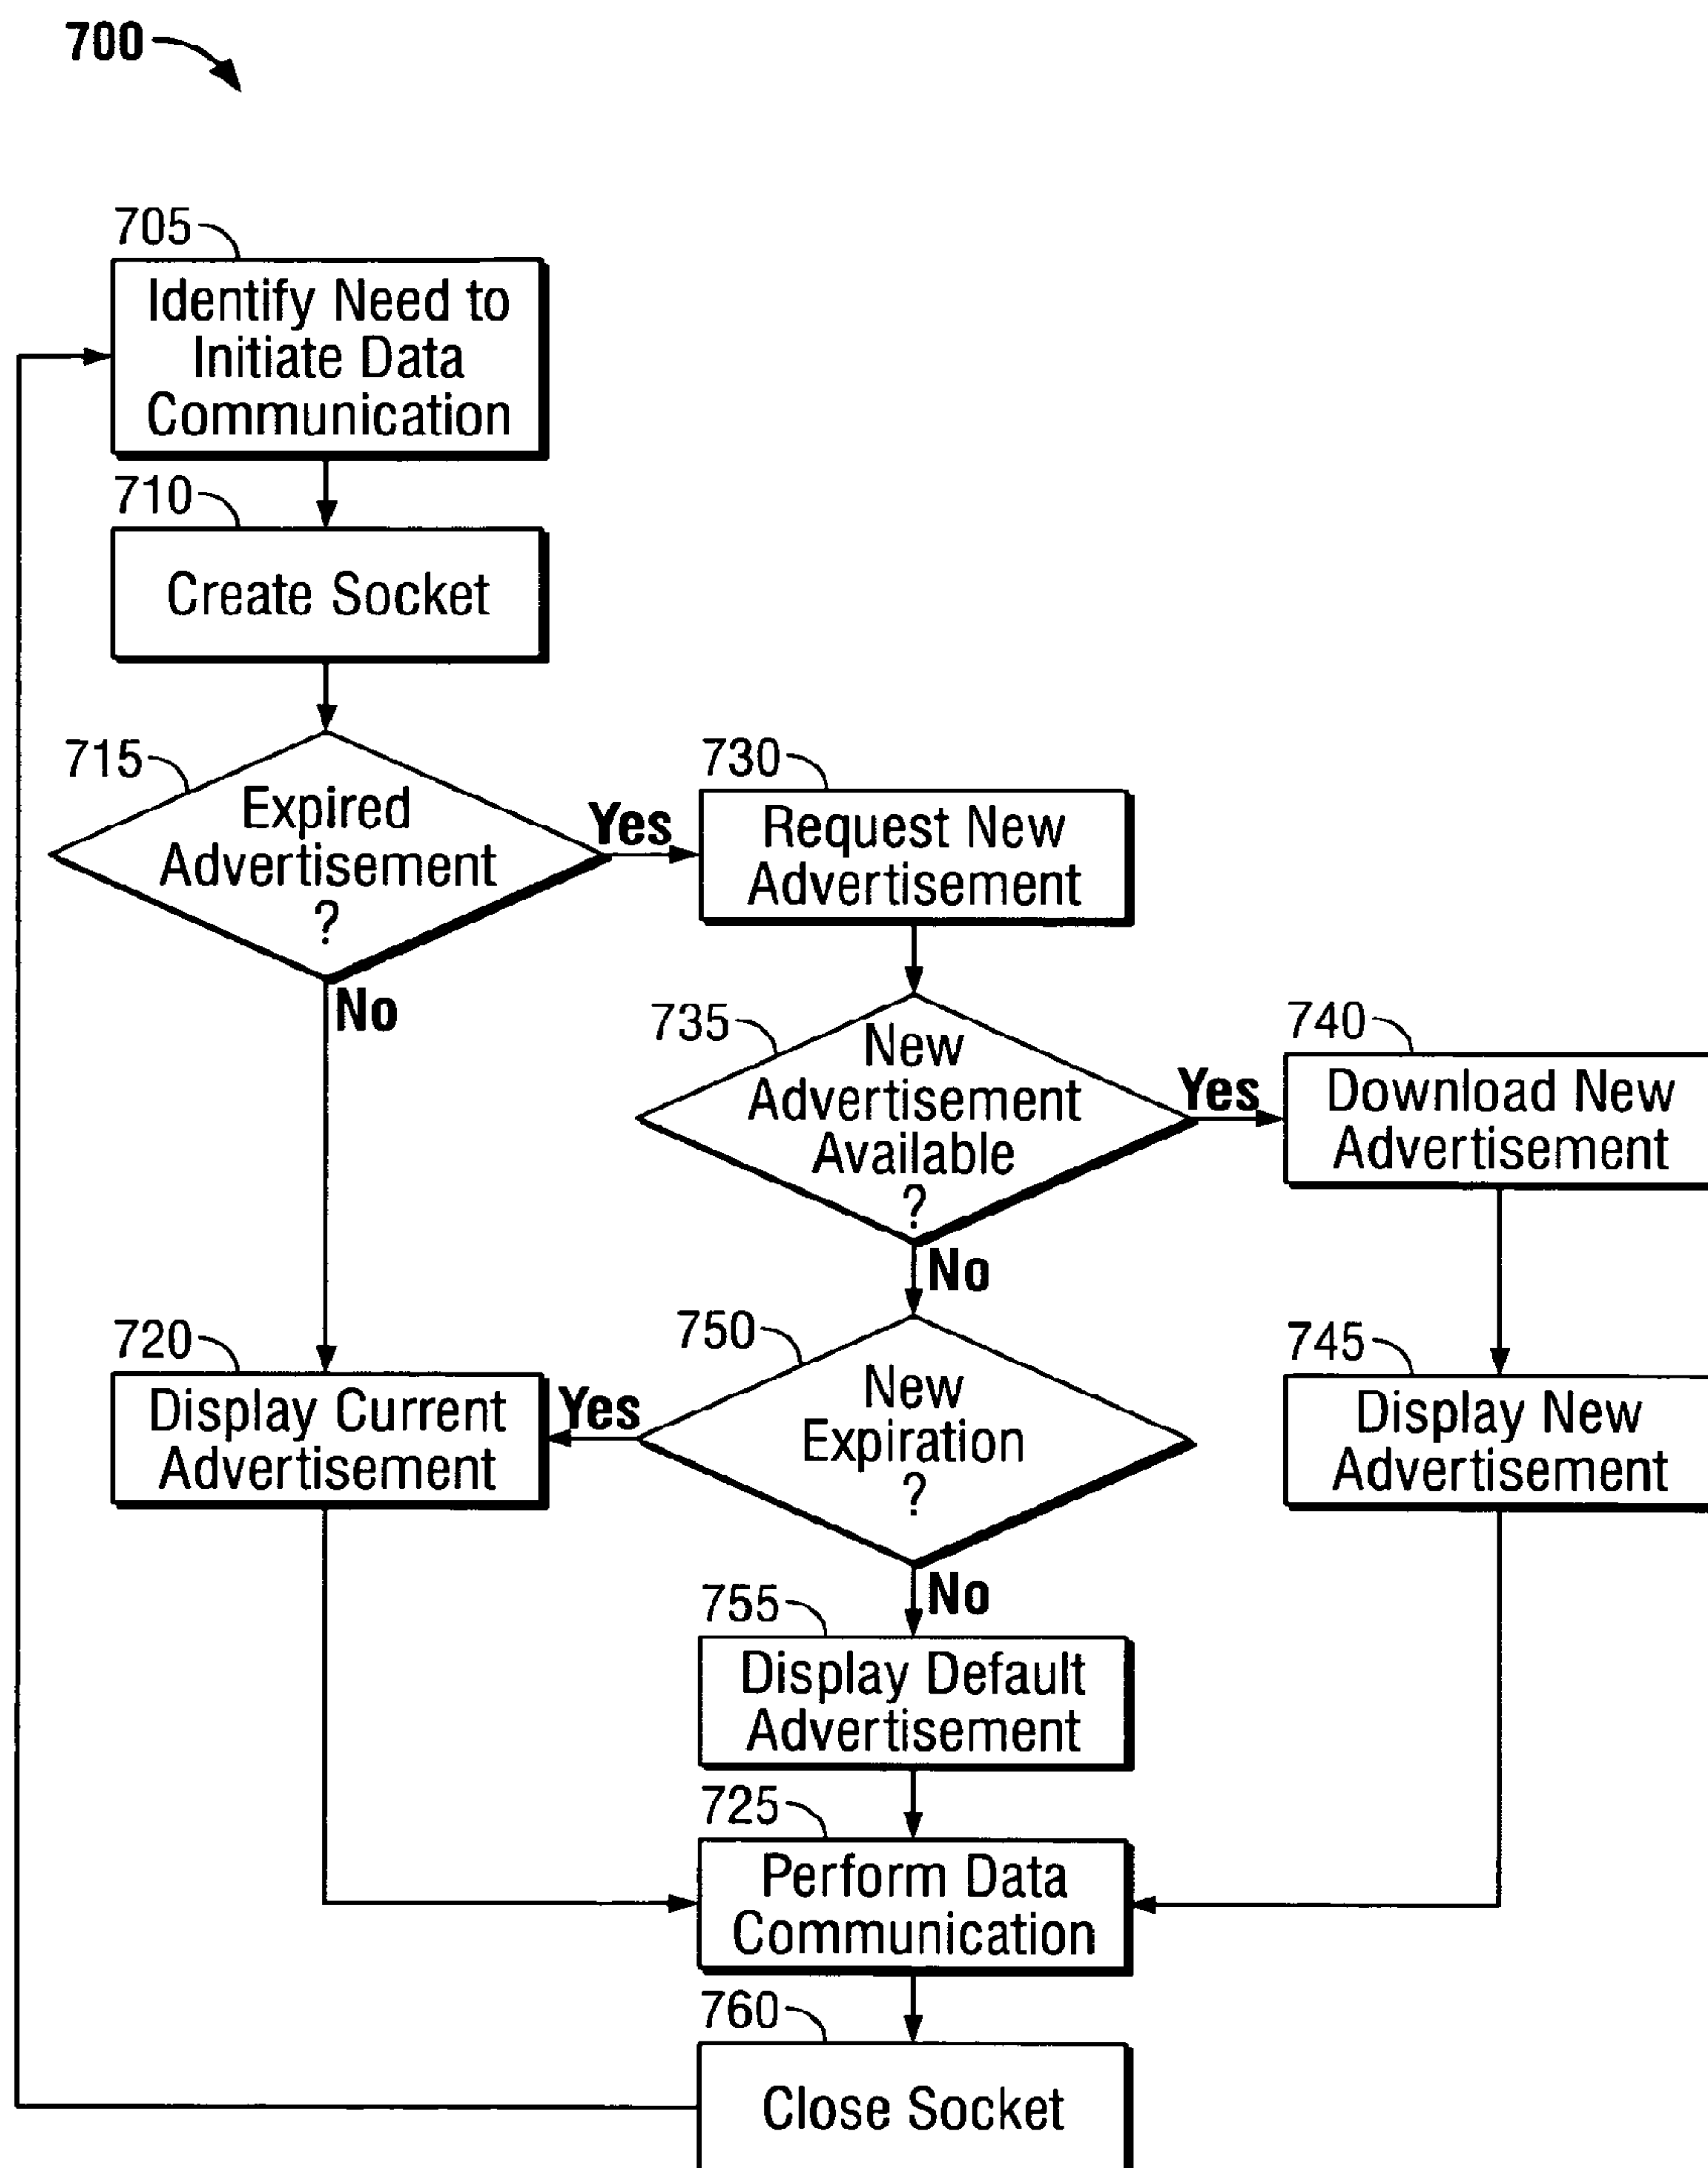 700
705
Identify Need to
Initiate Data
Communication
710
Create Socket
715
Expired
Advertisement
?
Yes
No
730
Request New
Advertisement
735
New
Advertisement
Available
?
Yes
No
740
Download New
Advertisement
720
Display Current
Advertisement
750
New
Expiration
?
Yes
No
745
Display New
Advertisement
755
Display Default
Advertisement
725
Perform Data
Communication
760
Close Socket